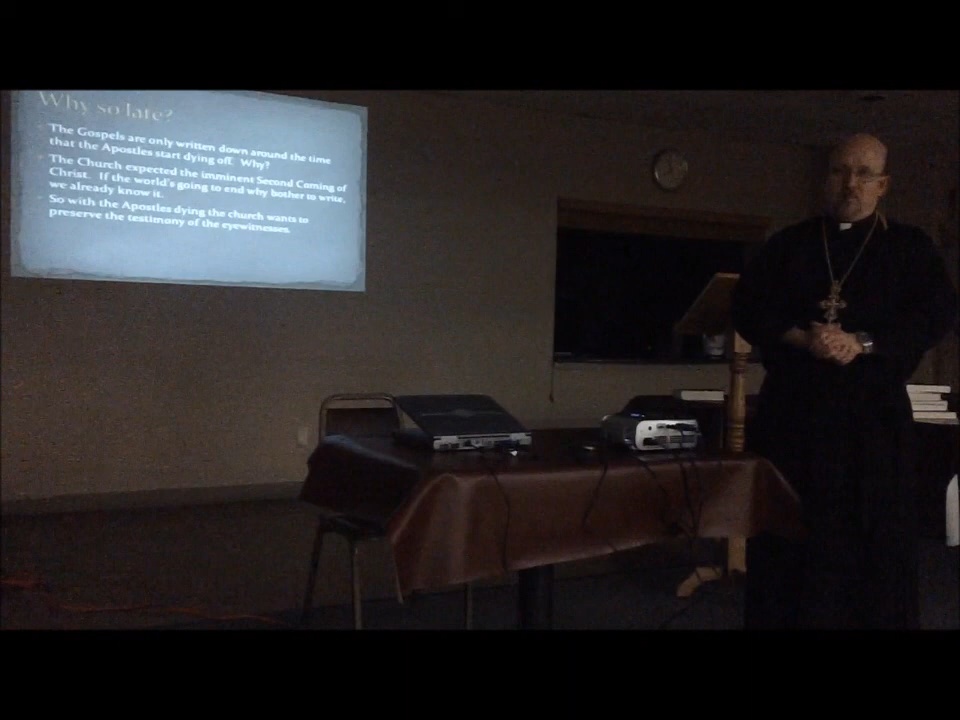 Why so late?
The Gospels are only written down around the time
that the Apostles start dying off. Why?
The Church expected the imminent Second Coming of
Christ. If the world's going to end why bother to write,
we already know it.
So with the Apostles dying the church wants to
preserve the testimony of the eyewitnesses.